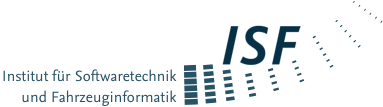 ISF
Institut für Softwaretechnik
und Fahrzeuginformatik